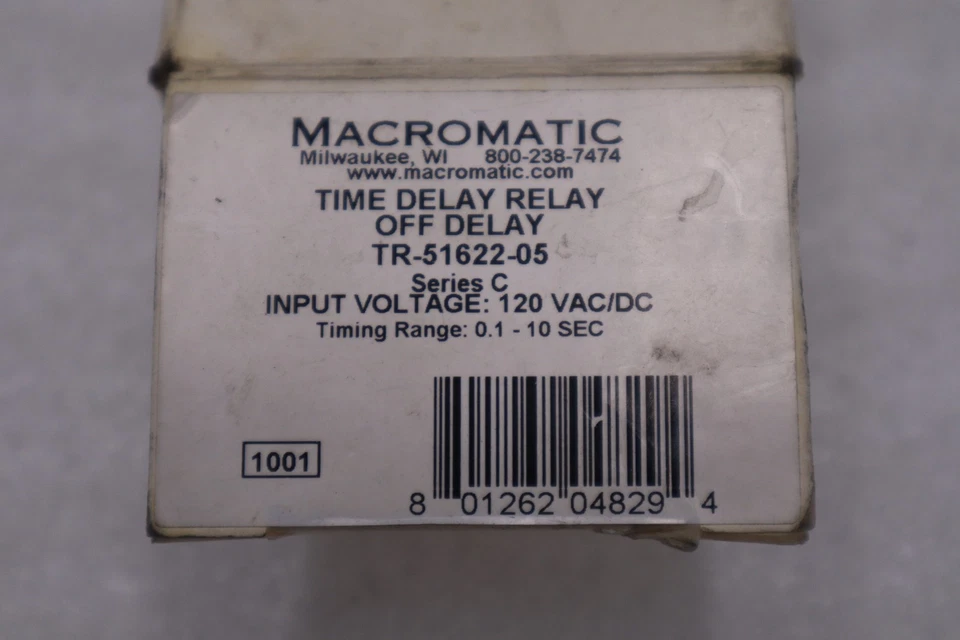 MACROMATIC
Milwaukee, WI 800-238-7474
www.macromatic.com
TIME DELAY RELAY
OFF DELAY
TR-51622-05
Series C
INPUT VOLTAGE: 120 VAC/DC
Timing Range: 0.1 - 10 SEC
1001
8 01262 04829 4